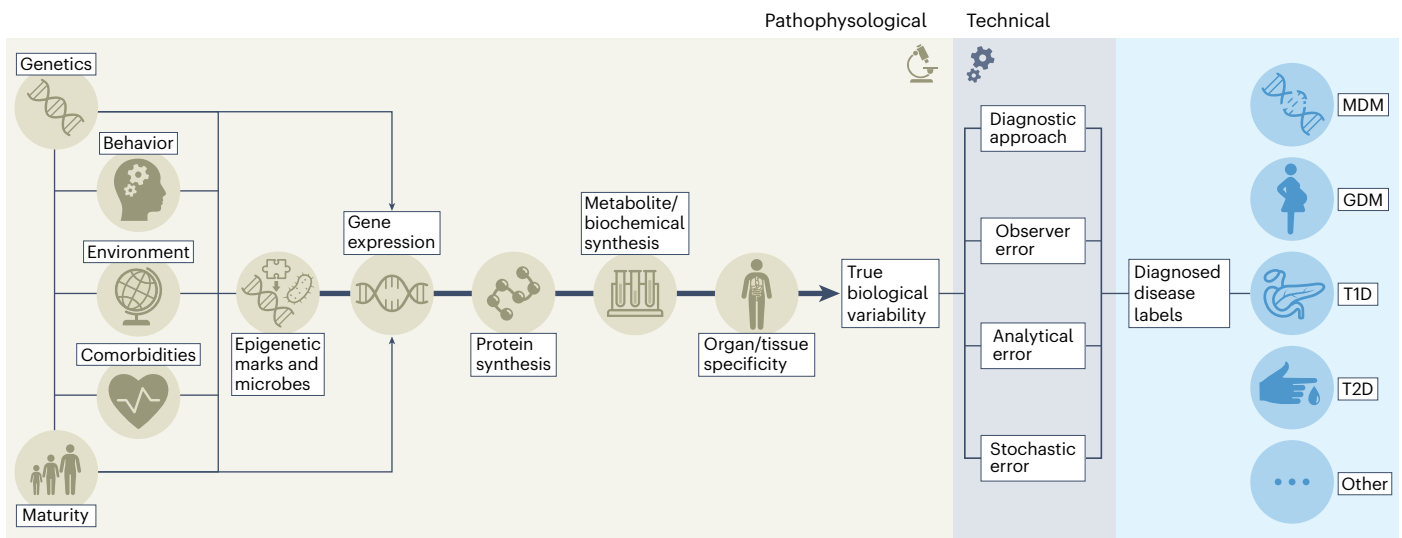 Pathophysological
Technical
Genetics
Behavior
Environment
Comorbidities
Maturity
Epigenetic
marks and
microbes
Gene
expression
Protein
synthesis
Metabolite/
biochemical
synthesis
Organ/tissue
specificity
True
biological
variability
Diagnostic
approach
Observer
error
Analytical
error
Stochastic
error
Diagnosed
disease
labels
MDM
GDM
T1D
T2D
Other